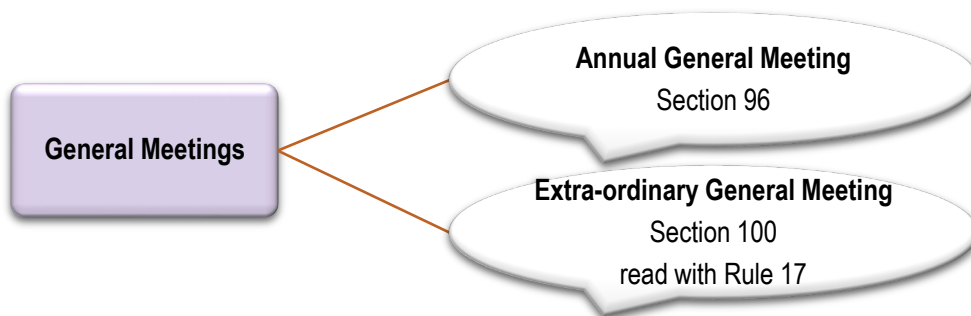 General Meetings
Annual General Meeting
Section 96
Extra-ordinary General Meeting
Section 100
read with Rule 17